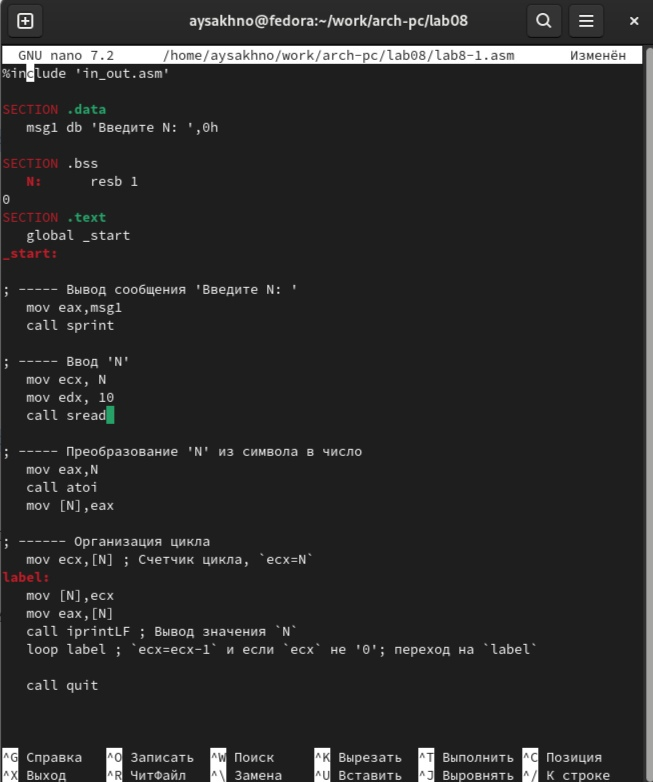 aysakhno@fedora:~/work/arch-pc/lab08
GNU nano 7.2 /home/aysakhno/work/arch-pc/lab08/lab8-1.asm Изменён
%include 'in_out.asm'
SECTION .data
msg1 db 'Введите N: ',0h
SECTION .bss
N: resb 1
0
SECTION .text
global _start
_start:
; ----- Вывод сообщения 'Введите N: '
mov eax,msg1
call sprint
; ----- Ввод 'N'
mov ecx, N
mov edx, 10
call sread
; ----- Преобразование 'N' из символа в число
mov eax,N
call atoi
mov [N],eax
; ------ Организация цикла
mov ecx,[N] ; Счетчик цикла, `ecx=N`
label:
mov [N],ecx
mov eax,[N]
call iprintLF ; Вывод значения `N`
loop label ; `ecx=ecx-1` и если `ecx` не '0'; переход на `label`
call quit
^G Справка ^O Записать ^W Поиск ^K Вырезать ^T Выполнить ^C Позиция
^X Выход ^R ЧитФайл ^\ Замена ^U Вставить ^J Выровнять ^/ К строке